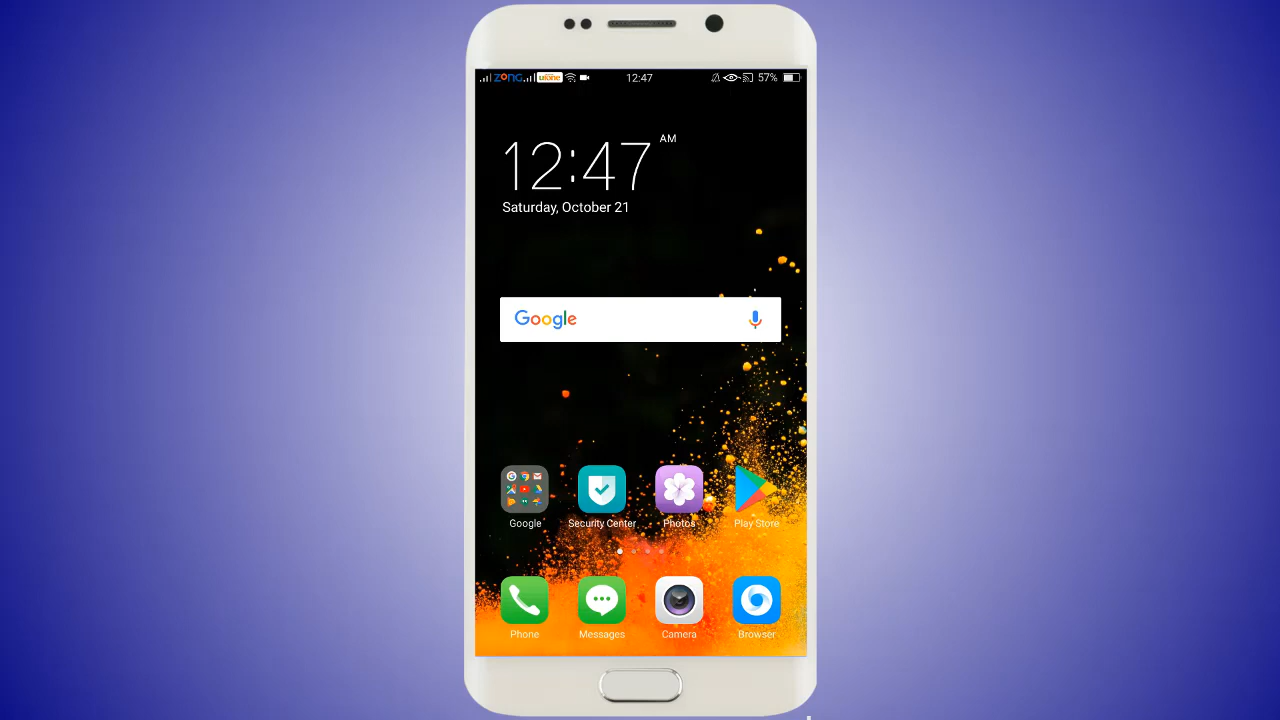 ZONG ufone 12:47 57%
12:47 AM
Saturday, October 21
Google
Google Security Center Photos Play Store
Phone Messages Camera Browser